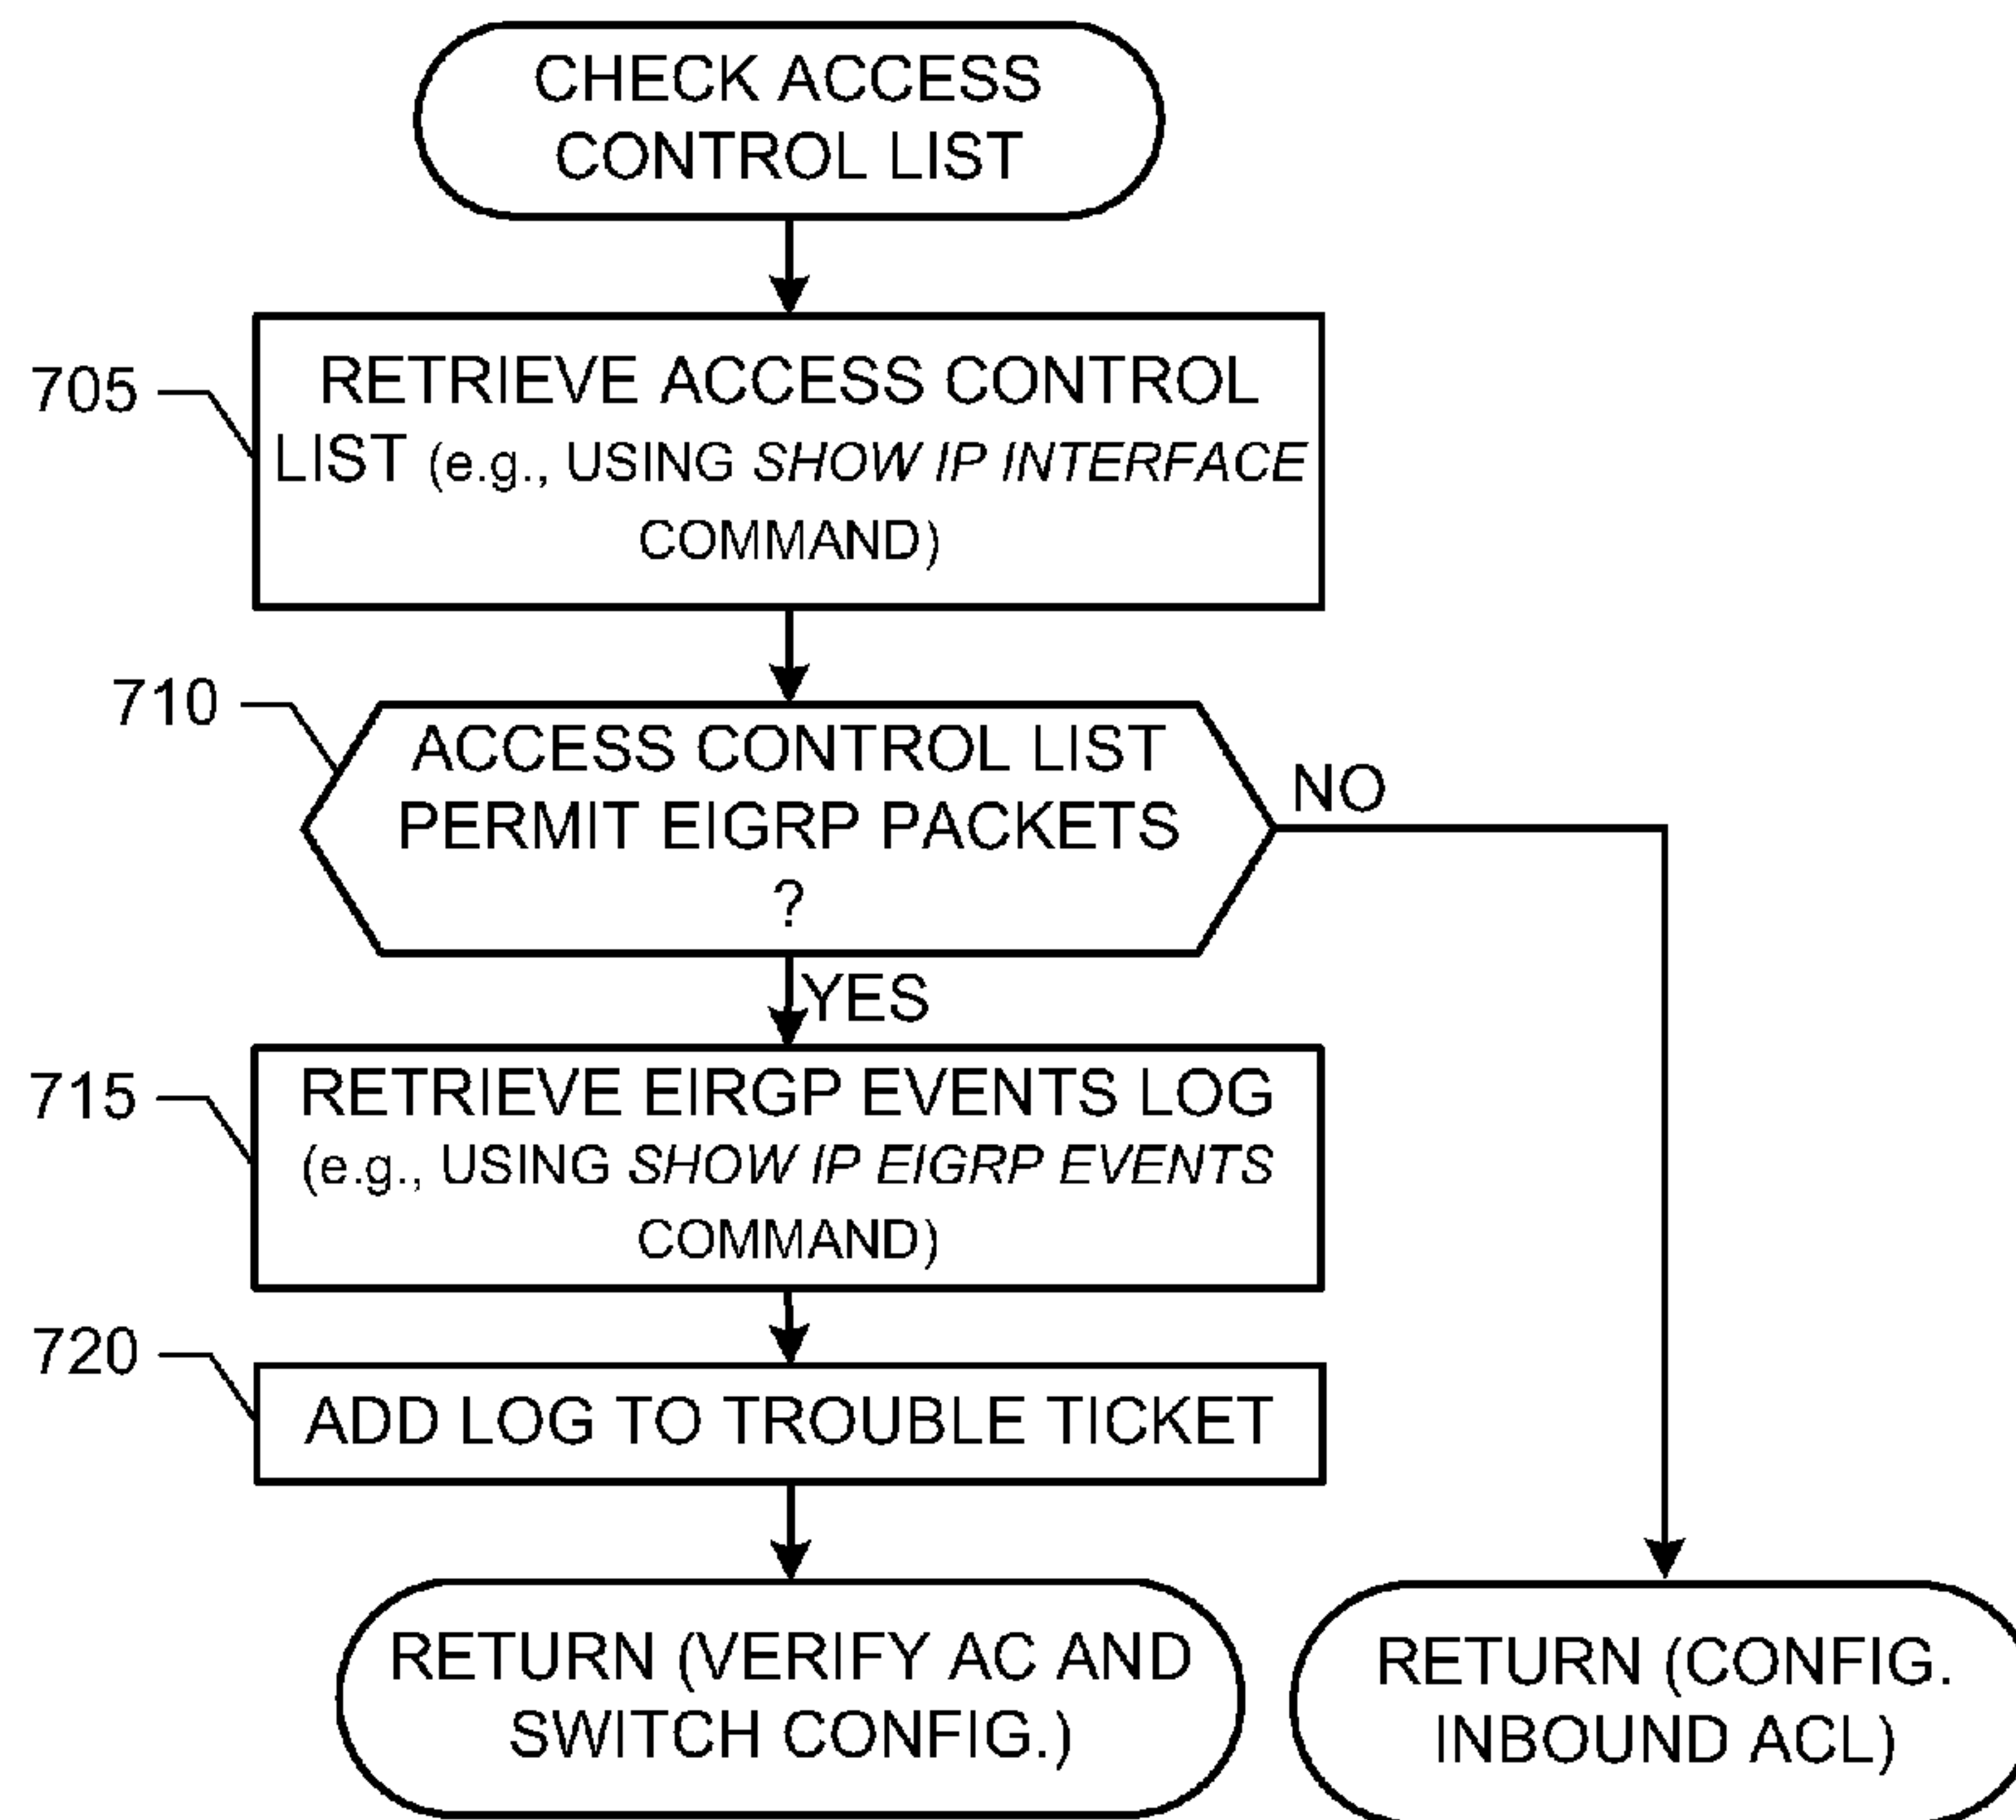 CHECK ACCESS
CONTROL LIST
705
RETRIEVE ACCESS CONTROL
LIST (e.g., USING SHOW IP INTERFACE
COMMAND)
710
ACCESS CONTROL LIST
PERMIT EIGRP PACKETS
?
NO
YES
715
RETRIEVE EIRGP EVENTS LOG
(e.g., USING SHOW IP EIGRP EVENTS
COMMAND)
720
ADD LOG TO TROUBLE TICKET
RETURN (VERIFY AC AND
SWITCH CONFIG.)
RETURN (CONFIG.
INBOUND ACL)